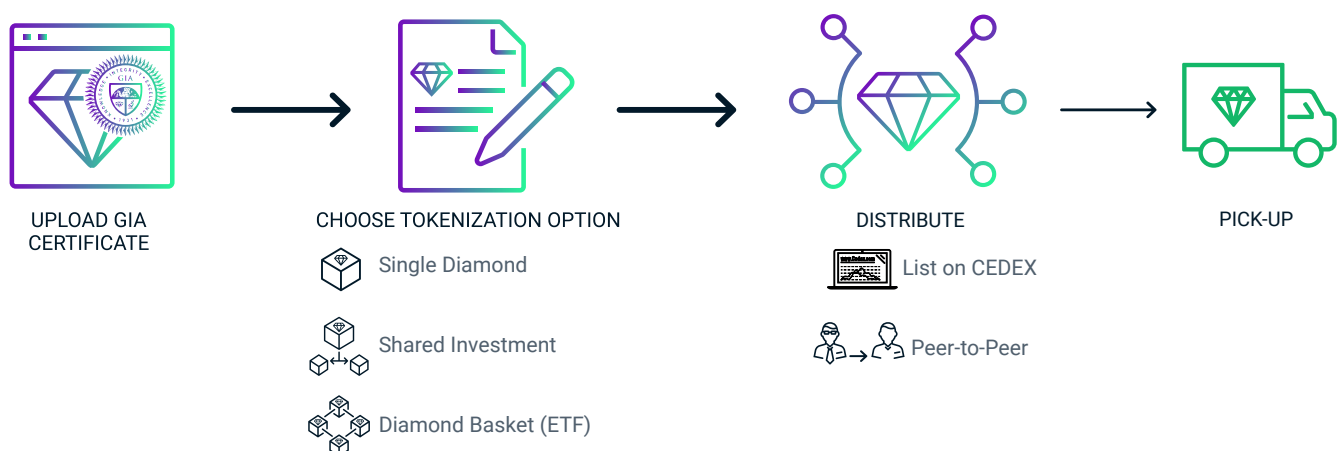 GIA
UPLOAD GIA
CERTIFICATE
CHOOSE TOKENIZATION OPTION
Single Diamond
Shared Investment
Diamond Basket (ETF)
DISTRIBUTE
List on CEDEX
Peer-to-Peer
PICK-UP